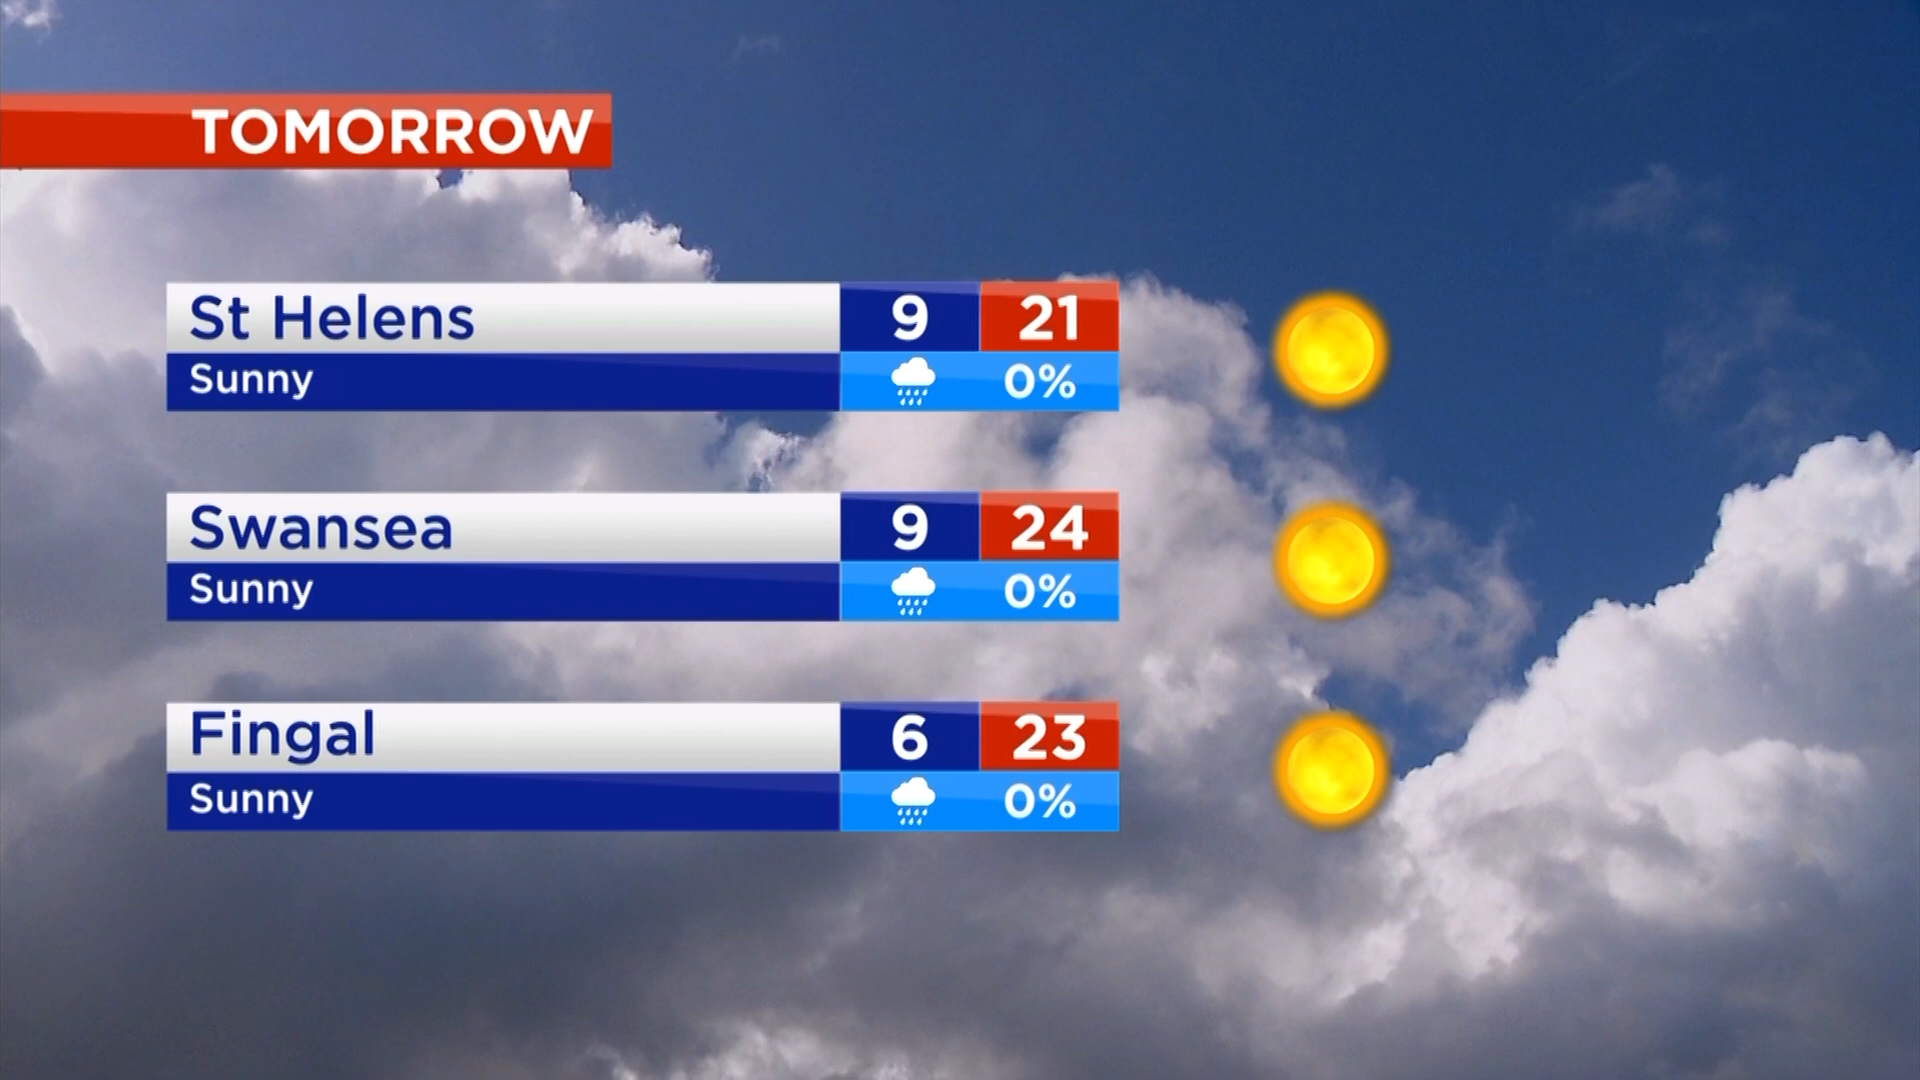 TOMORROW
St Helens 9 21
Sunny 0%
Swansea 9 24
Sunny 0%
Fingal 6 23
Sunny 0%